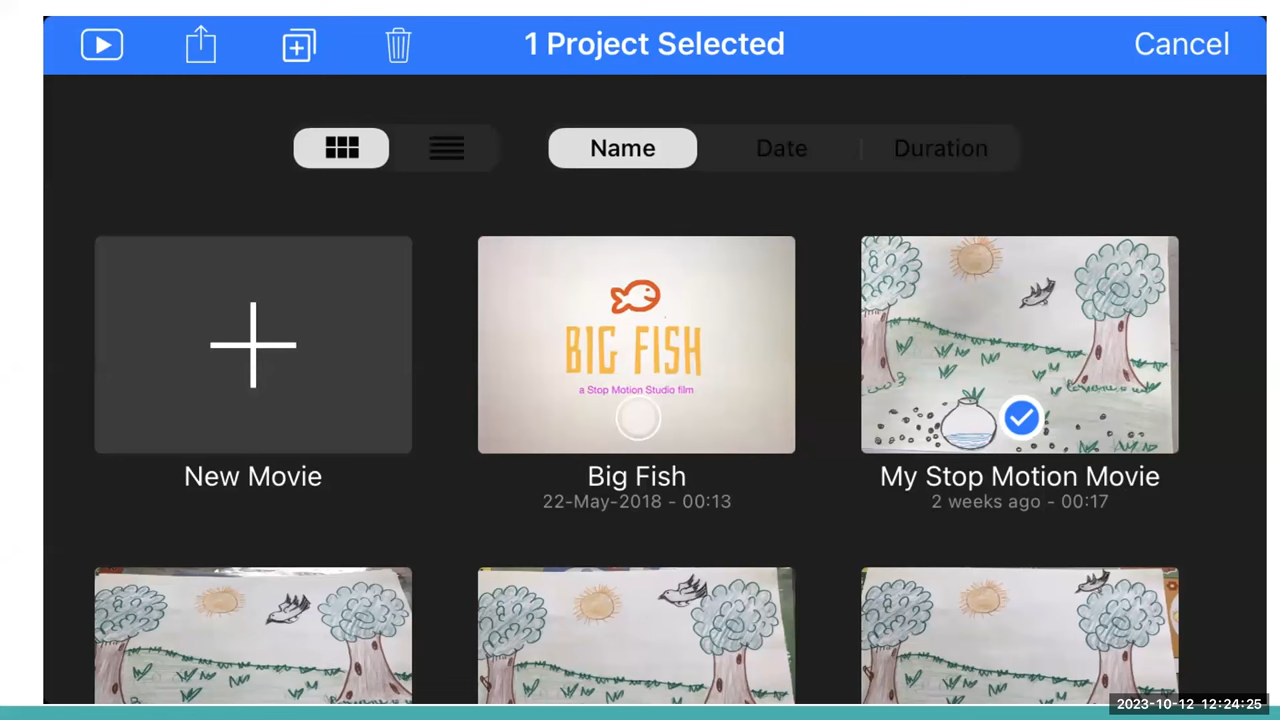 1 Project Selected
Cancel
Name
Date
Duration
BIG FISH
a Stop Motion Studio film
New Movie
Big Fish
My Stop Motion Movie
22-May-2018 - 00:13
2 weeks ago - 00:17
2023-10-12 12:24:25